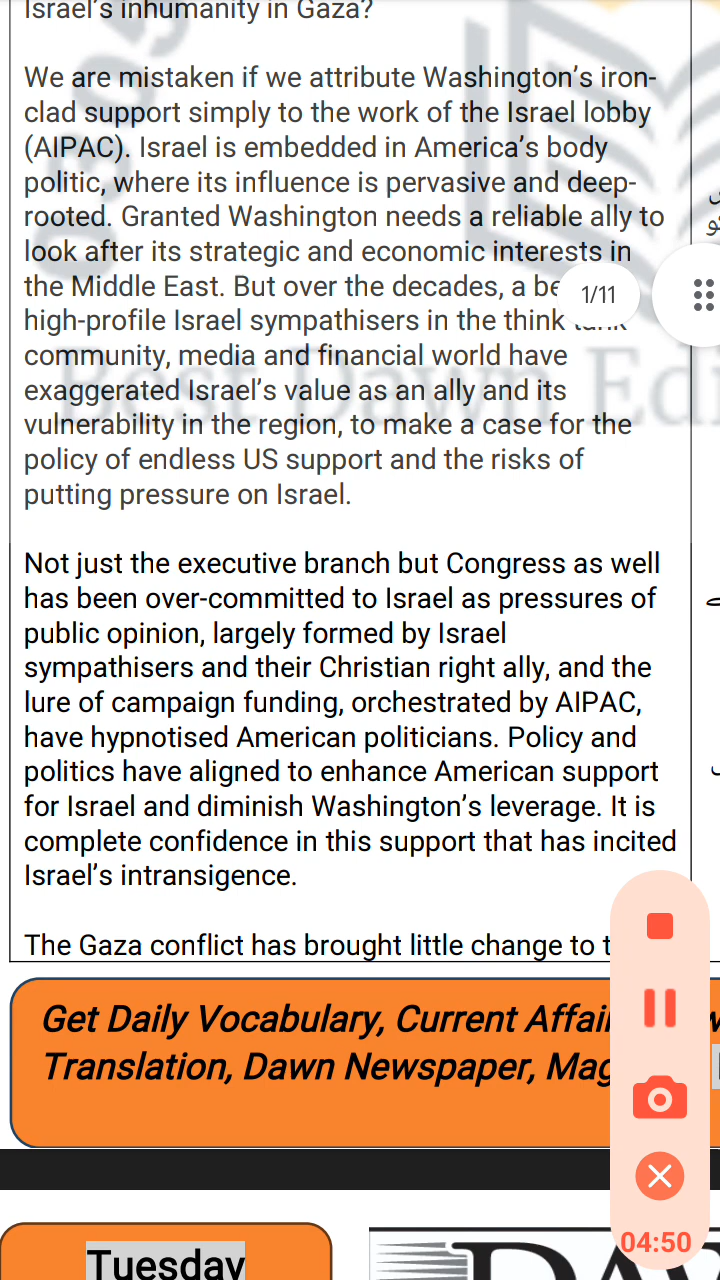 Israel's inhumanity in Gaza?
We are mistaken if we attribute Washington's iron-
clad support simply to the work of the Israel lobby
(AIPAC). Israel is embedded in America's body
politic, where its influence is pervasive and deep-
rooted. Granted Washington needs a reliable ally to
look after its strategic and economic interests in
the Middle East. But over the decades, a
1/11
high-profile Israel sympathisers in the think
community, media and financial world have
exaggerated Israel's value as an ally and its
vulnerability in the region, to make a case for the
policy of endless US support and the risks of
putting pressure on Israel.
Best Dawn
Not just the executive branch but Congress as well
has been over-committed to Israel as pressures of
public opinion, largely formed by Israel
sympathisers and their Christian right ally, and the
lure of campaign funding, orchestrated by AIPAC,
have hypnotised American politicians. Policy and
politics have aligned to enhance American support
for Israel and diminish Washington's leverage. It is
complete confidence in this support that has incited
Israel's intransigence.
The Gaza conflict has brought little change to
Get Daily Vocabulary, Current
Translation, Dawn Newspaper,
04:50
Tuesday